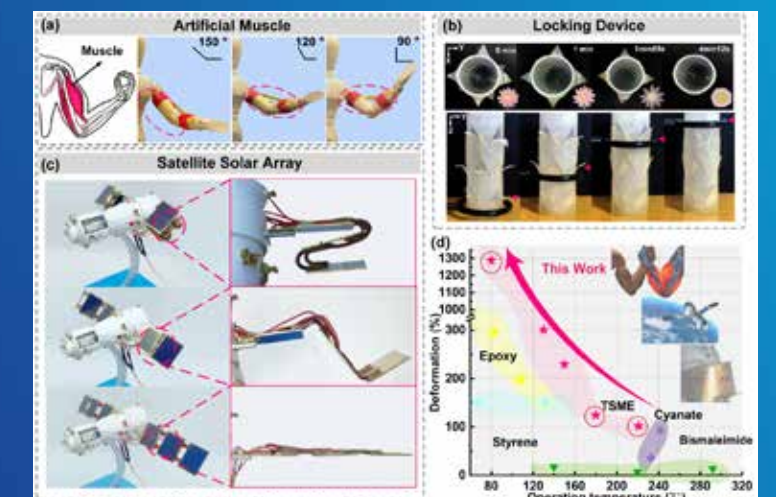 (a)
Artificial Muscle
Muscle
150 °
120 °
90 °
(b)
Locking Device
(c)
Satellite Solar Array
(d)
This Work
Epoxy
Styrene
TSME
Cyanate
Bismaleimide
Deformation (%)
1300
1200
1100
1000
300
200
100
0
80
120
160
200
240
280
320
Operation temperature